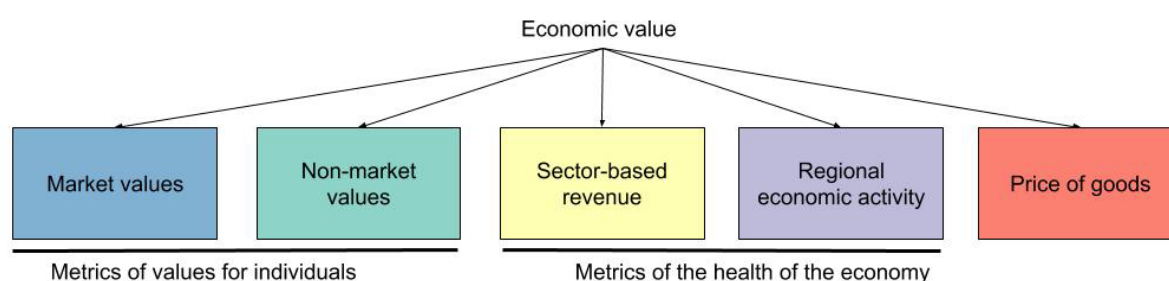 Economic value
Market values
Non-market
values
Sector-based
revenue
Regional
economic activity
Price of goods
Metrics of values for individuals
Metrics of the health of the economy